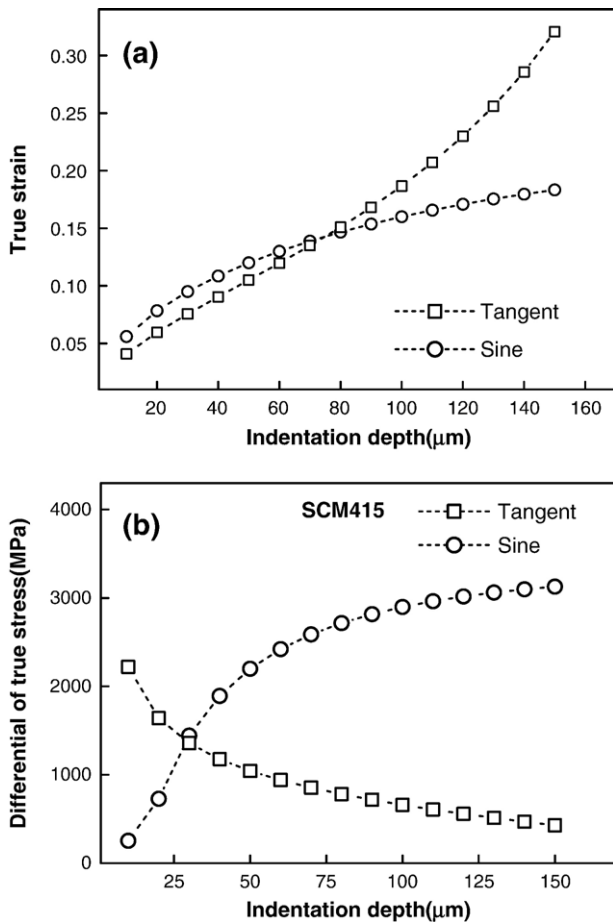 (a)
True strain
0.30
0.25
0.20
0.15
0.10
0.05
Tangent
Sine
20 40 60 80 100 120 140 160
Indentation depth(μm)
(b)
SCM415
Tangent
Sine
Differential of true stress(MPa)
4000
3000
2000
1000
0
25 50 75 100 125 150
Indentation depth(μm)